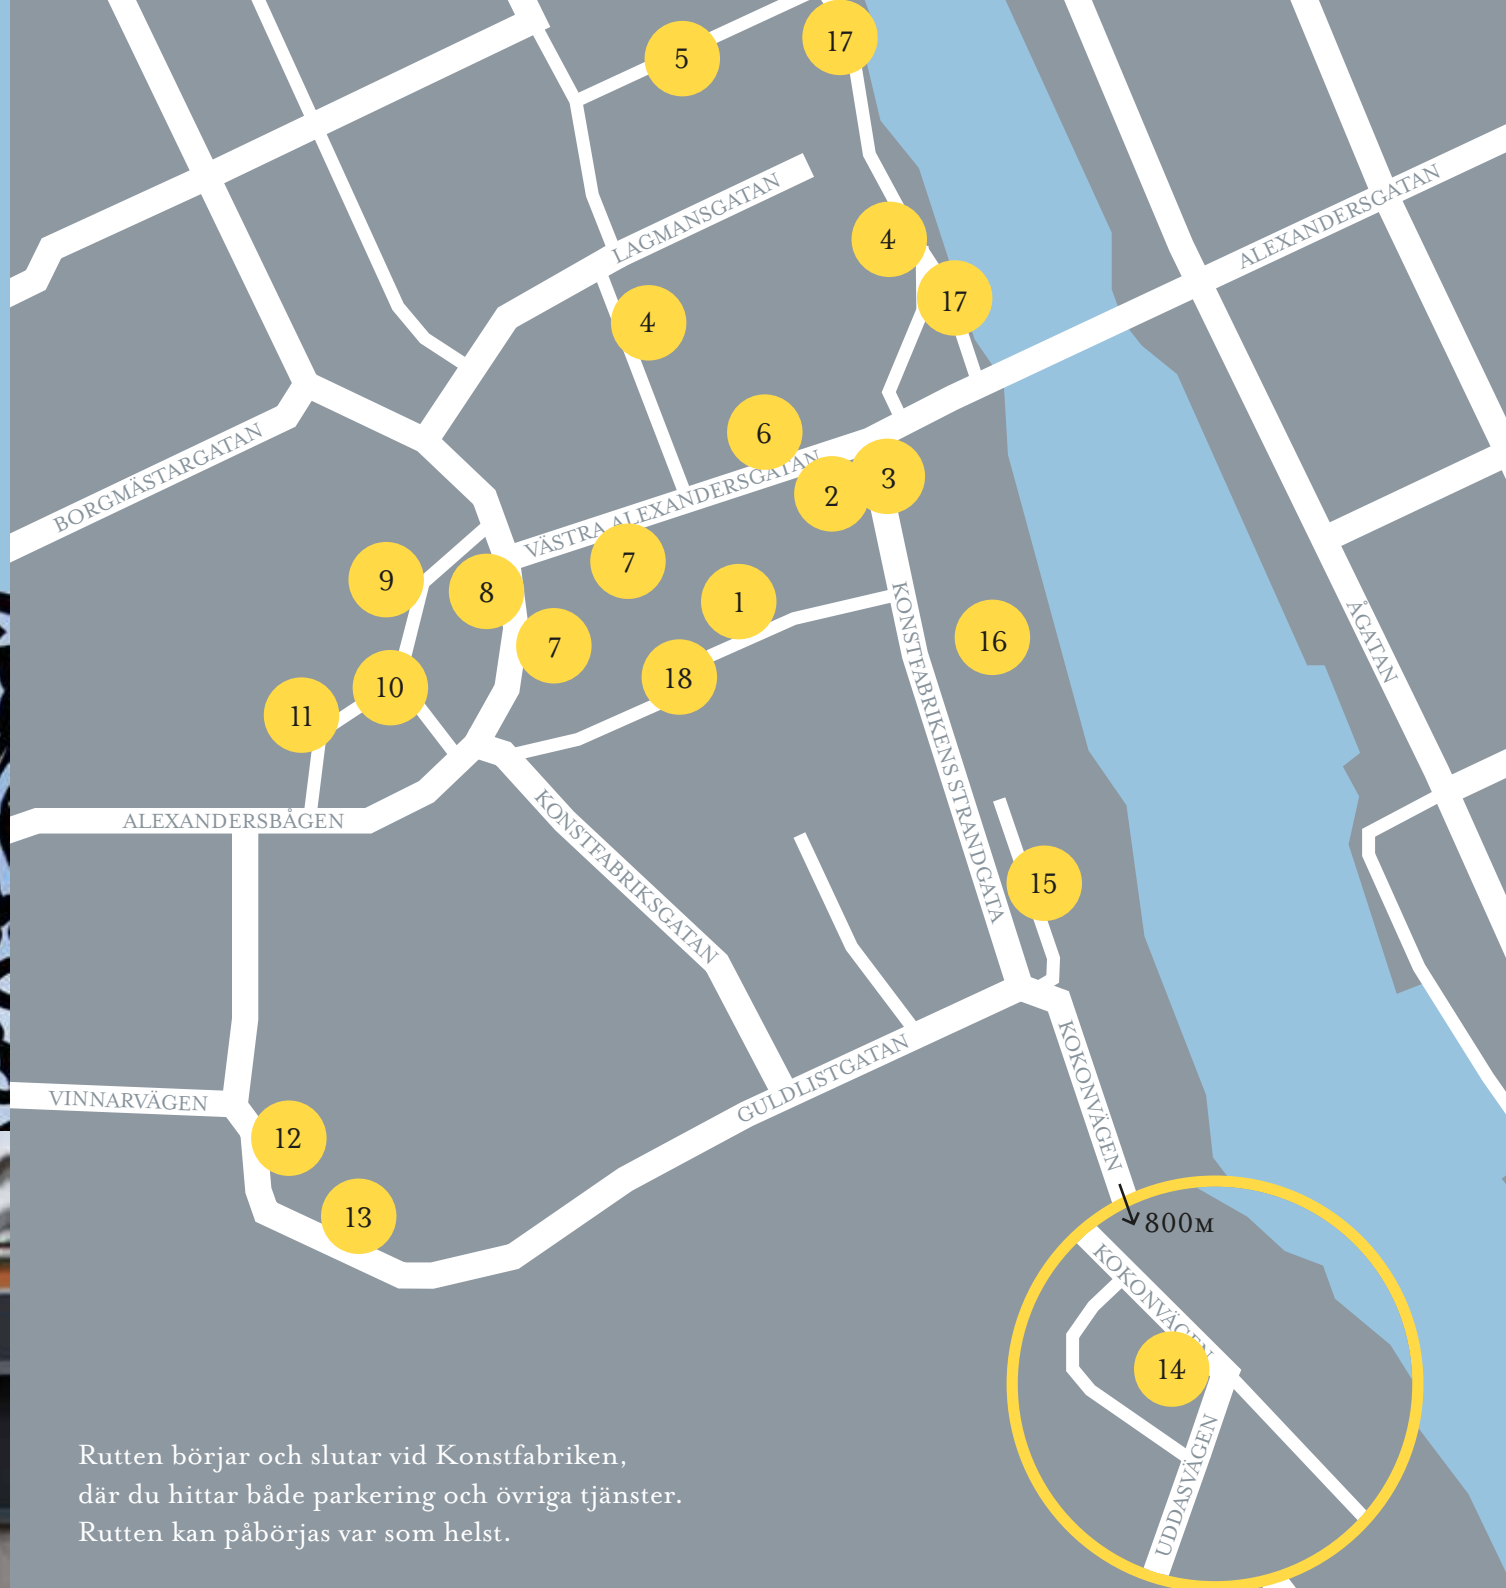 5
17
LAGMANSGATAN
ALEXANDERSGATAN
4
17
4
BORGMÄSTARGATAN
6
VÄSTRA ALEXANDERSGATAN
2
3
7
9
8
1
7
16
KONSTFABRIKENS STRANDGATA
ÅGATAN
10
18
11
ALEXANDERSBÅGEN
KONSTFABRIKSGATAN
15
GULDLISTGATAN
KOKONVÄGEN
VINNARVÄGEN
12
13
800M
KOKONVÄGEN
14
UDDASVÄGEN
Rutten börjar och slutar vid Konstfabriken,
där du hittar både parkering och övriga tjänster.
Rutten kan påbörjas var som helst.